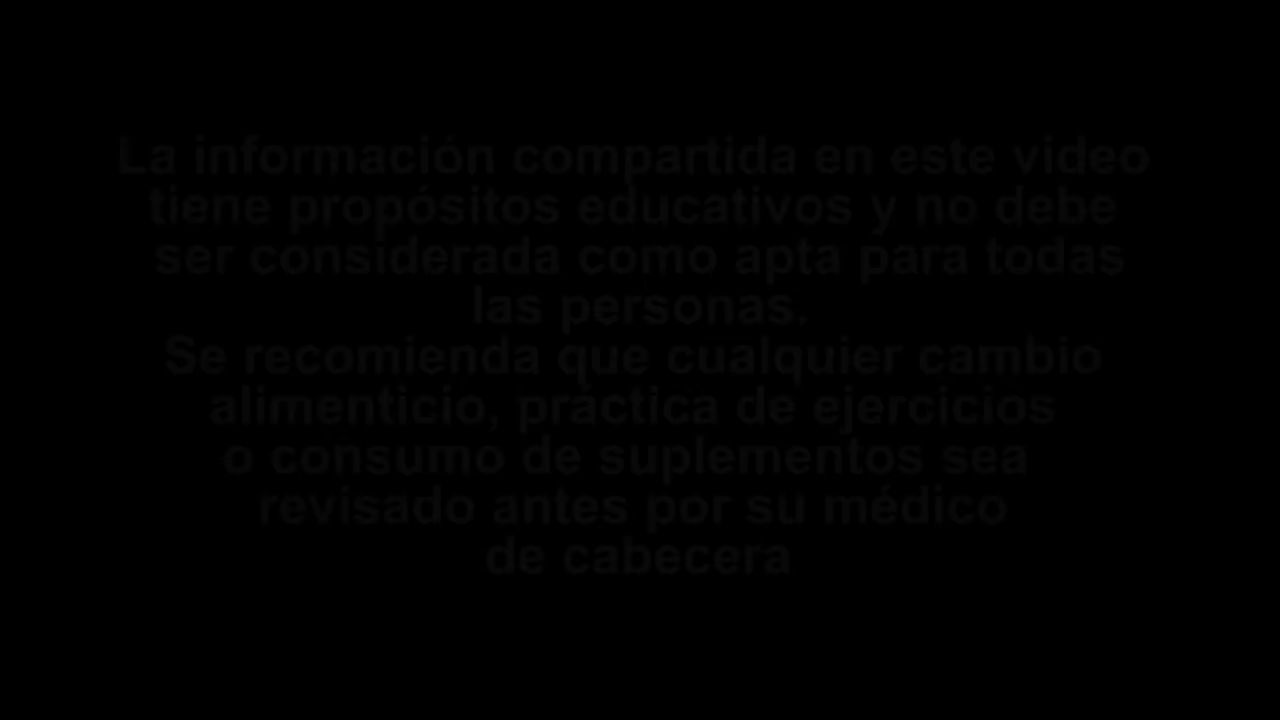 La información compartida en este video
tiene propósitos educativos y no debe
ser considerada como apta para todas
las personas.
Se recomienda que cualquier cambio
alimenticio, práctica de ejercicios
o consumo de suplementos sea
revisado antes por su médico
de cabecera